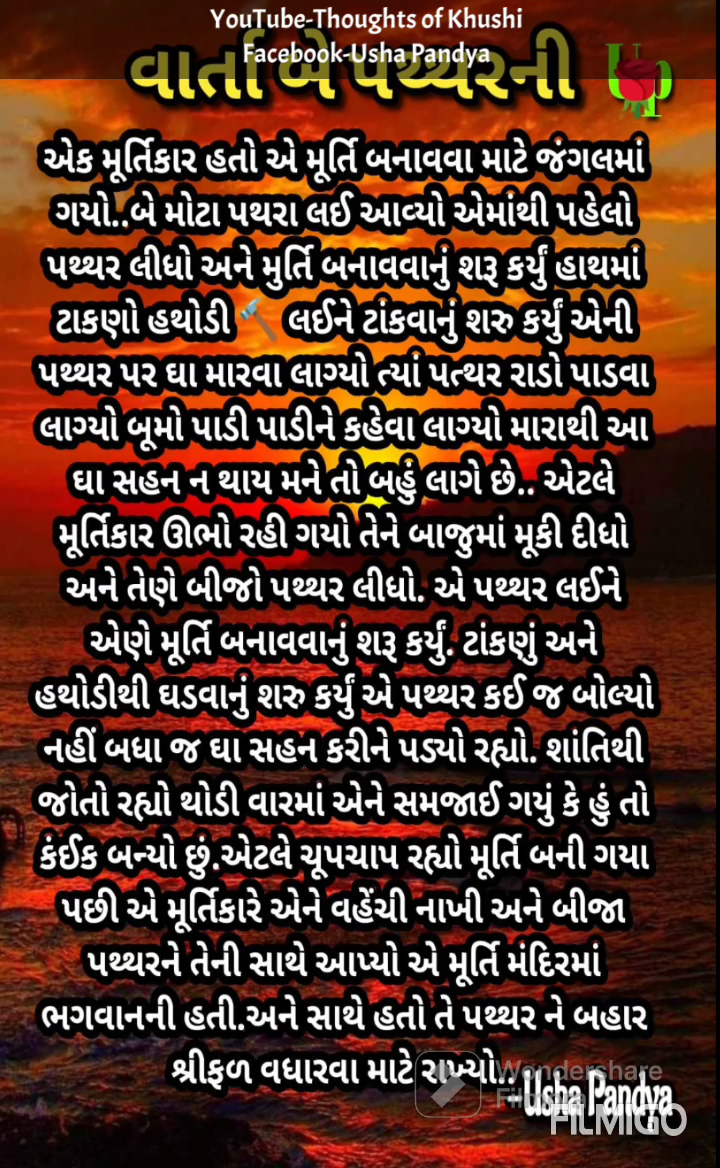 YouTube-Thoughts of Khushi
Facebook-Usha Pandya
વાર્તા બે પથ્થરની Up
એક મૂર્તિકાર હતો એ મૂર્તિ બનાવવા માટે જંગલમાં
ગયો..બે મોટા પથરા લઈ આવ્યો એમાંથી પહેલો
પથ્થર લીધો અને મુર્તિ બનાવવાનું શરૂ કર્યું હાથમાં
ટાકણો હથોડી🔨 લઈને ટાંકવાનું શરુ કર્યું એની
પથ્થર પર ઘા મારવા લાગ્યો ત્યાં પત્થર રાડો પાડવા
લાગ્યો બૂમો પાડી પાડીને કહેવા લાગ્યો મારાથી આ
ઘા સહન ન થાય મને તો બહું લાગે છે.. એટલે
મૂર્તિકાર ઊભો રહી ગયો તેને બાજુમાં મૂકી દીધો
અને તેણે બીજો પથ્થર લીધો. એ પથ્થર લઈને
એણે મૂર્તિ બનાવવાનું શરૂ કર્યું. ટાંકણું અને
હથોડીથી ઘડવાનું શરુ કર્યું એ પથ્થર કઈ જ બોલ્યો
નહીં બધા જ ઘા સહન કરીને પડ્યો રહ્યો. શાંતિથી
જોતો રહ્યો થોડી વારમાં એને સમજાઈ ગયું કે હું તો
કંઈક બન્યો છું.એટલે ચૂપચાપ રહ્યો મૂર્તિ બની ગયા
પછી એ મૂર્તિકારે એને વહેંચી નાખી અને બીજા
પથ્થરને તેની સાથે આપ્યો એ મૂર્તિ મંદિરમાં
ભગવાનની હતી.અને સાથે હતો તે પથ્થર ને બહાર
શ્રીફળ વધારવા માટે રાખ્યો..
Wondershare
Filmora
-Usha Pandya
FILMIGO